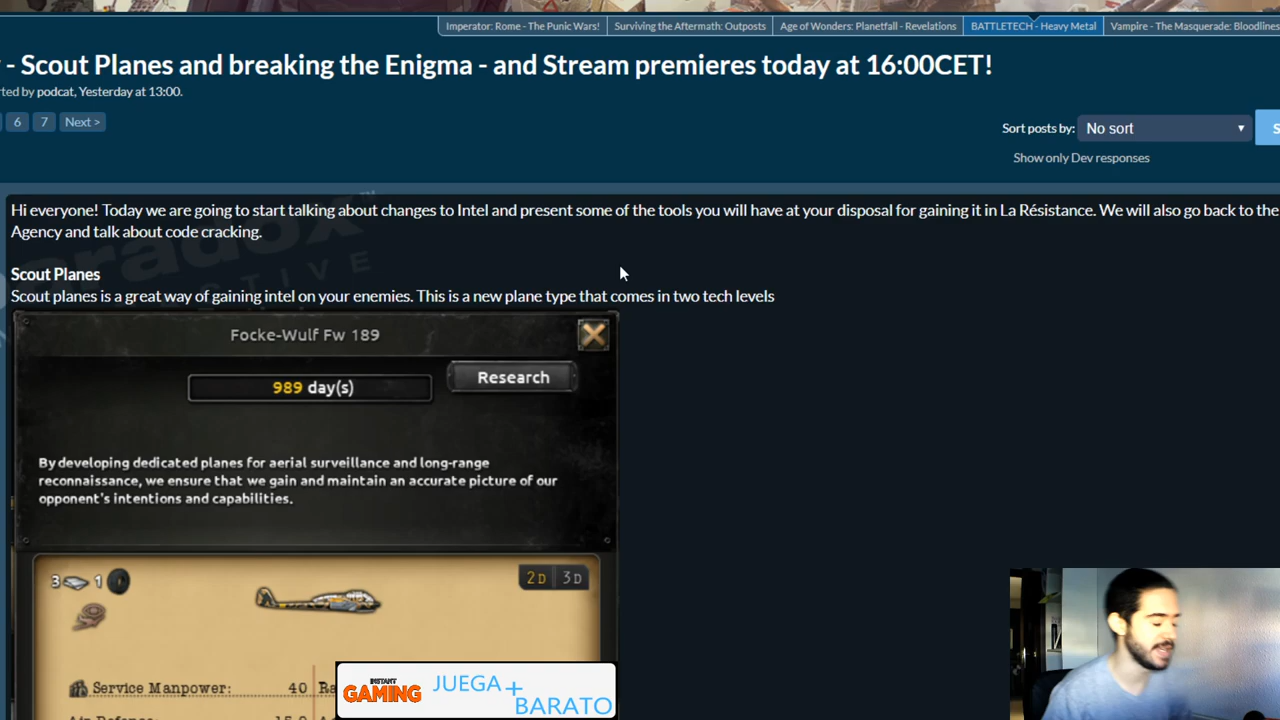 Imperator: Rome - The Punic Wars! Surviving the Aftermath: Outposts Age of Wonders: Planetfall - Revelations BATTLETECH - Heavy Metal Vampire - The Masquerade: Bloodlines
- Scout Planes and breaking the Enigma - and Stream premieres today at 16:00CET!
rted by podcat, Yesterday at 13:00.
6 7 Next >
Sort posts by: No sort
Show only Dev responses
Hi everyone! Today we are going to start talking about changes to Intel and present some of the tools you will have at your disposal for gaining it in La Résistance. We will also go back to the
Agency and talk about code cracking.
Scout Planes
Scout planes is a great way of gaining intel on your enemies. This is a new plane type that comes in two tech levels
Focke-Wulf Fw 189
989 day(s)
Research
By developing dedicated planes for aerial surveillance and long-range
reconnaissance, we ensure that we gain and maintain an accurate picture of our
opponent's intentions and capabilities.
3 1
2D 3D
Service Manpower: 40 Ra
INSTANT
GAMING
JUEGA+
BARATO